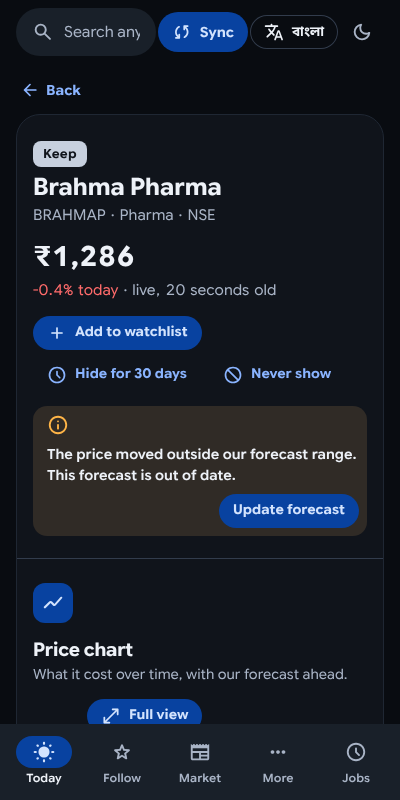 Search any
Sync
বাংলা
Back
Keep
Brahma Pharma
BRAHMAP · Pharma · NSE
₹1,286
-0.4% today · live, 20 seconds old
Add to watchlist
Hide for 30 days
Never show
The price moved outside our forecast range.
This forecast is out of date.
Update forecast
Price chart
What it cost over time, with our forecast ahead.
Full view
Today
Follow
Market
More
Jobs